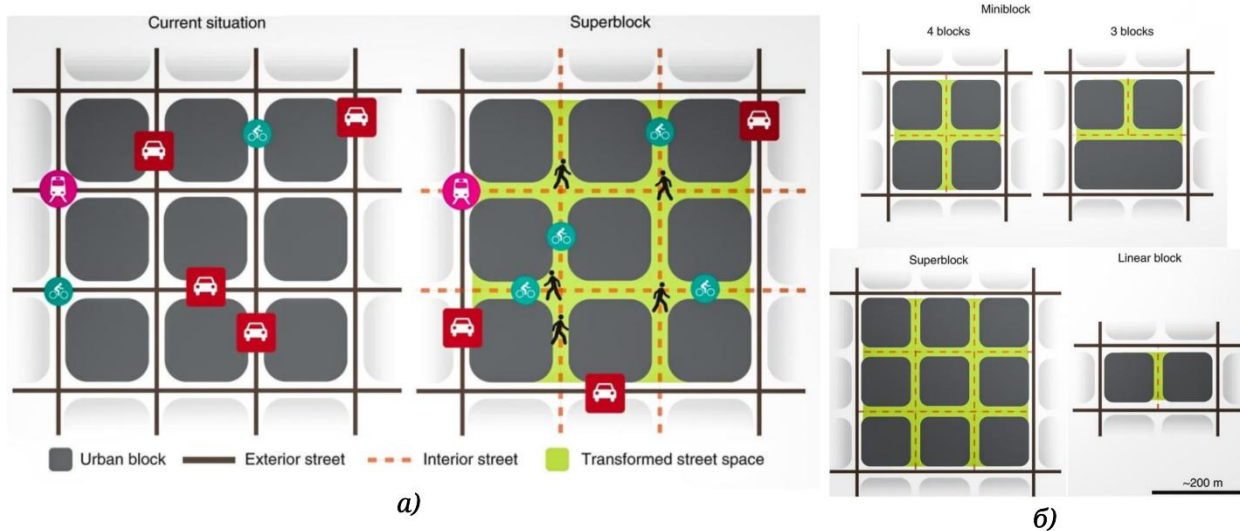 Current situation
Superblock
Urban block
Exterior street
Interior street
Transformed street space
а)
Miniblock
4 blocks
3 blocks
Superblock
Linear block
~200 m
б)